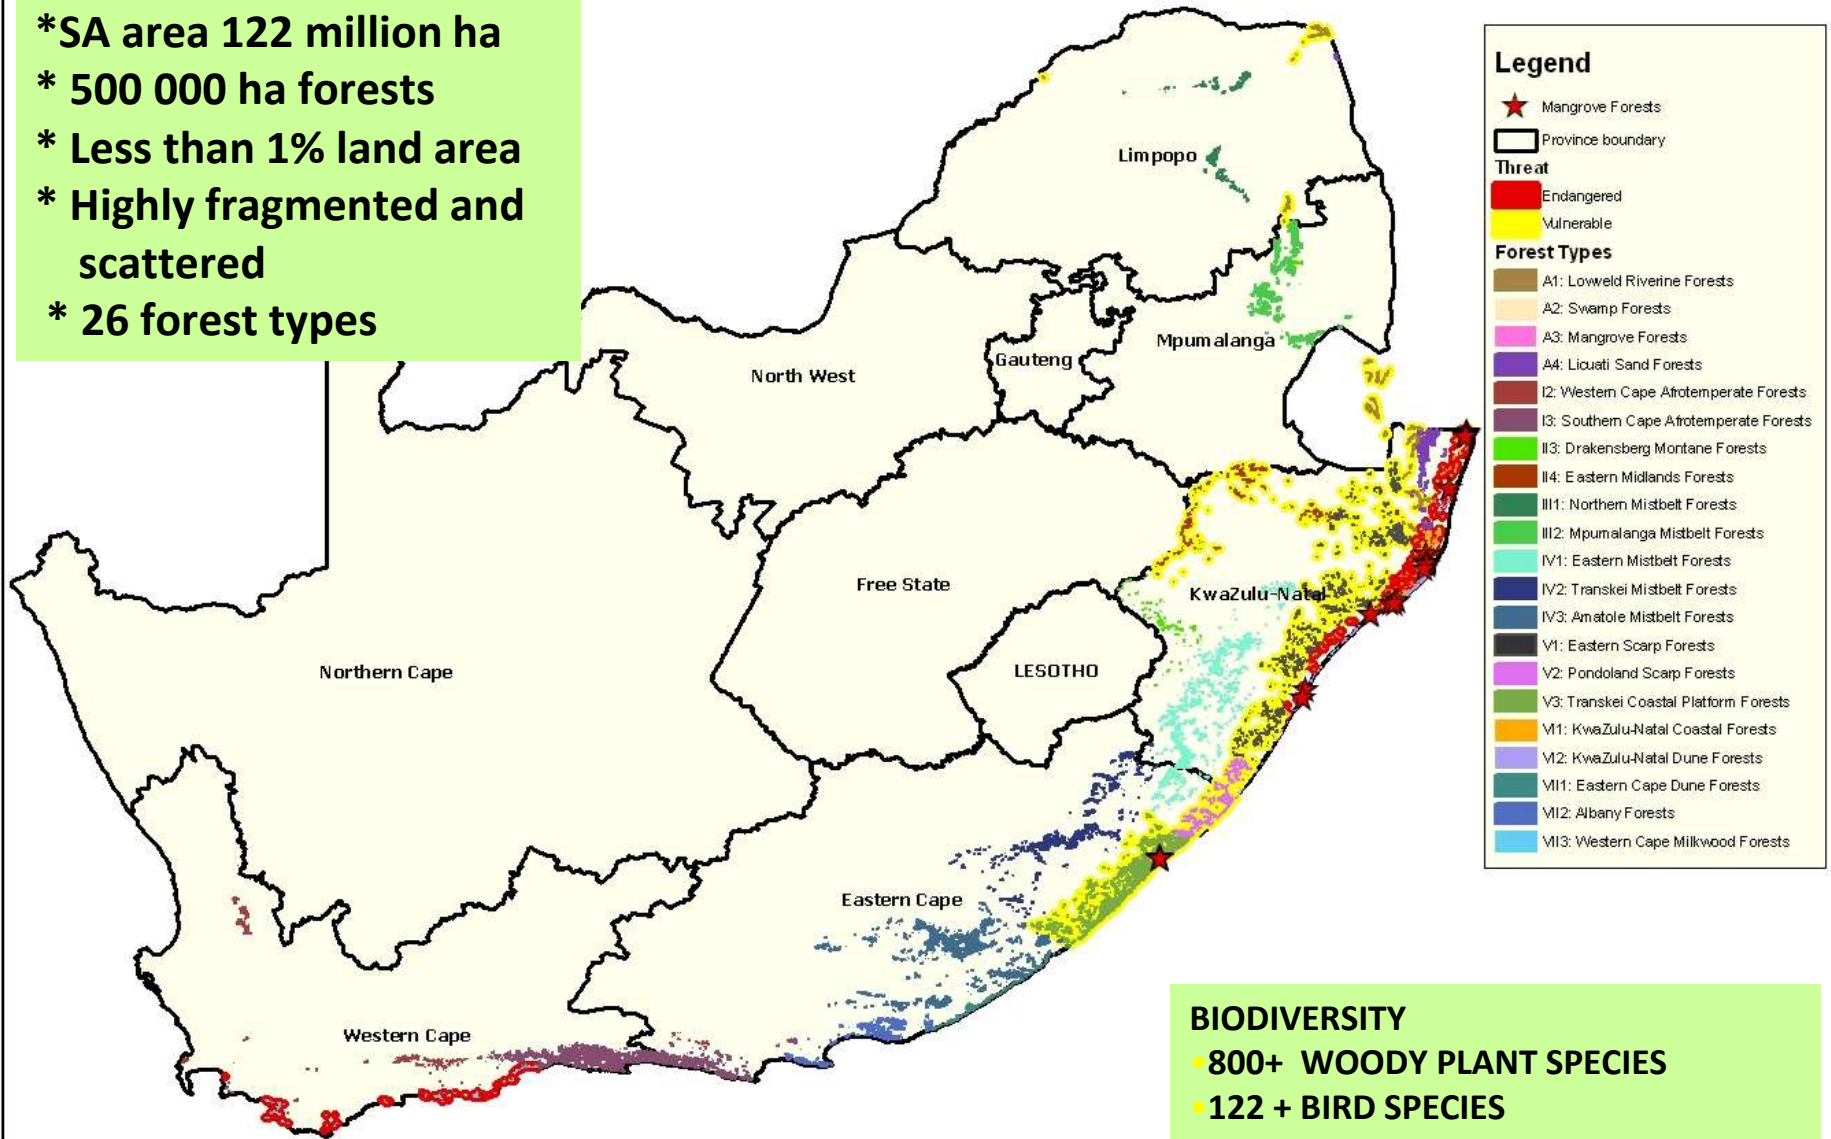 *SA area 122 million ha
* 500 000 ha forests
* Less than 1% land area
* Highly fragmented and
scattered
* 26 forest types
Limpopo
Mpumalanga
Gauteng
North West
Free State
KwaZulu-Natal
LESOTHO
Northern Cape
Eastern Cape
Western Cape
Legend
Mangrove Forests
Province boundary
Threat
Endangered
Vulnerable
Forest Types
A1: Lowveld Riverine Forests
A2: Swamp Forests
A3: Mangrove Forests
A4: Licuati Sand Forests
I2: Western Cape Afrotemperate Forests
I3: Southern Cape Afrotemperate Forests
II3: Drakensberg Montane Forests
II4: Eastern Midlands Forests
III1: Northern Mistbelt Forests
III2: Mpumalanga Mistbelt Forests
IV1: Eastern Mistbelt Forests
IV2: Transkei Mistbelt Forests
IV3: Amatole Mistbelt Forests
V1: Eastern Scarp Forests
V2: Pondoland Scarp Forests
V3: Transkei Coastal Platform Forests
VI1: KwaZulu-Natal Coastal Forests
VI2: KwaZulu-Natal Dune Forests
VII1: Eastern Cape Dune Forests
VII2: Albany Forests
VII3: Western Cape Milkwood Forests
BIODIVERSITY
•800+ WOODY PLANT SPECIES
•122 + BIRD SPECIES